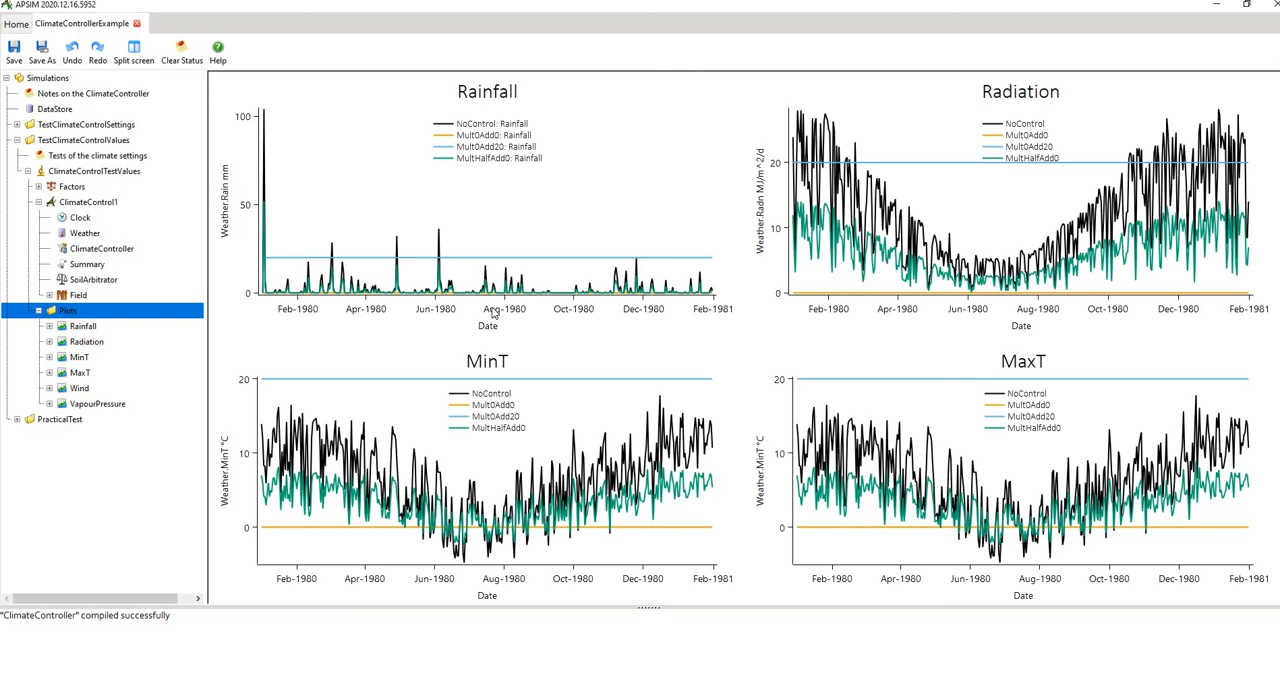 APSIM 2020.12.16.5952
Home ClimateControllerExample
Save Save As Undo Redo Split screen Clear Status Help
Simulations
Notes on the ClimateController
DataStore
TestClimateControlSettings
TestClimateControlValues
Tests of the climate settings
ClimateControlTestValues
Factors
ClimateControl1
Clock
Weather
ClimateController
Summary
SoilArbitrator
Field
Plots
Rainfall
Radiation
MinT
MaxT
Wind
VapourPressure
PracticalTest
"ClimateController" compiled successfully
Rainfall
NoControl: Rainfall
Mult0Add0: Rainfall
Mult0Add20: Rainfall
MultHalfAdd0: Rainfall
Weather.Rain mm
100
50
0
Feb-1980 Apr-1980 Jun-1980 Aug-1980 Oct-1980 Dec-1980 Feb-1981
Date
Radiation
NoControl
Mult0Add0
Mult0Add20
MultHalfAdd0
Weather.Radn MJ/m^2/d
20
10
0
Feb-1980 Apr-1980 Jun-1980 Aug-1980 Oct-1980 Dec-1980 Feb-1981
Date
MinT
NoControl
Mult0Add0
Mult0Add20
MultHalfAdd0
Weather.MinT°C
20
10
0
Feb-1980 Apr-1980 Jun-1980 Aug-1980 Oct-1980 Dec-1980 Feb-1981
Date
MaxT
NoControl
Mult0Add0
Mult0Add20
MultHalfAdd0
Weather.MinT°C
20
10
0
Feb-1980 Apr-1980 Jun-1980 Aug-1980 Oct-1980 Dec-1980 Feb-1981
Date